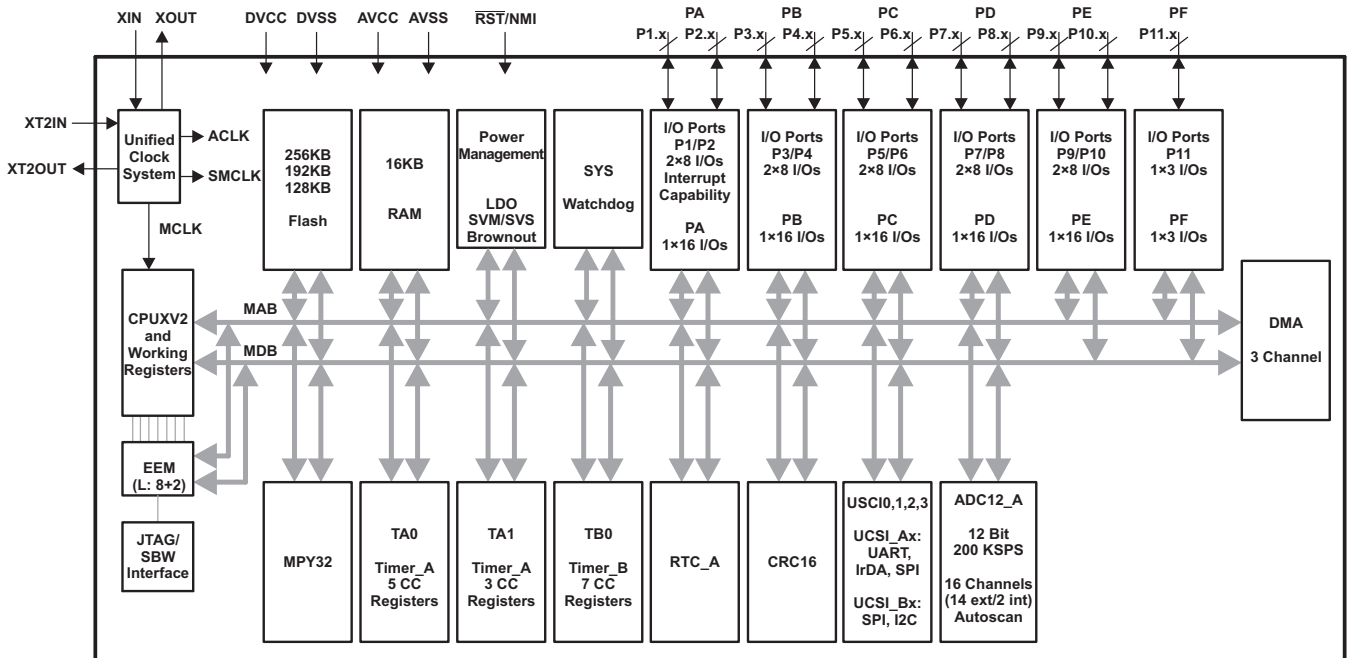 XIN XOUT DVCC DVSS AVCC AVSS RST/NMI
PA PB PC PD PE PF
P1.x P2.x P3.x P4.x P5.x P6.x P7.x P8.x P9.x P10.x P11.x
XT2IN
XT2OUT
Unified
Clock
System
ACLK
SMCLK
MCLK
256KB
192KB
128KB
Flash
16KB
RAM
Power
Management
LDO
SVM/SVS
Brownout
SYS
Watchdog
I/O Ports
P1/P2
2×8 I/Os
Interrupt
Capability
PA
1×16 I/Os
I/O Ports
P3/P4
2×8 I/Os
PB
1×16 I/Os
I/O Ports
P5/P6
2×8 I/Os
PC
1×16 I/Os
I/O Ports
P7/P8
2×8 I/Os
PD
1×16 I/Os
I/O Ports
P9/P10
2×8 I/Os
PE
1×16 I/Os
I/O Ports
P11
1×3 I/Os
PF
1×3 I/Os
CPUXV2
and
Working
Registers
MAB
MDB
DMA
3 Channel
EEM
(L: 8+2)
JTAG/
SBW
Interface
MPY32
TA0
Timer_A
5 CC
Registers
TA1
Timer_A
3 CC
Registers
TB0
Timer_B
7 CC
Registers
RTC_A
CRC16
USCI0,1,2,3
UCSI_Ax:
UART,
IrDA, SPI
UCSI_Bx:
SPI, I2C
ADC12_A
12 Bit
200 KSPS
16 Channels
(14 ext/2 int)
Autoscan